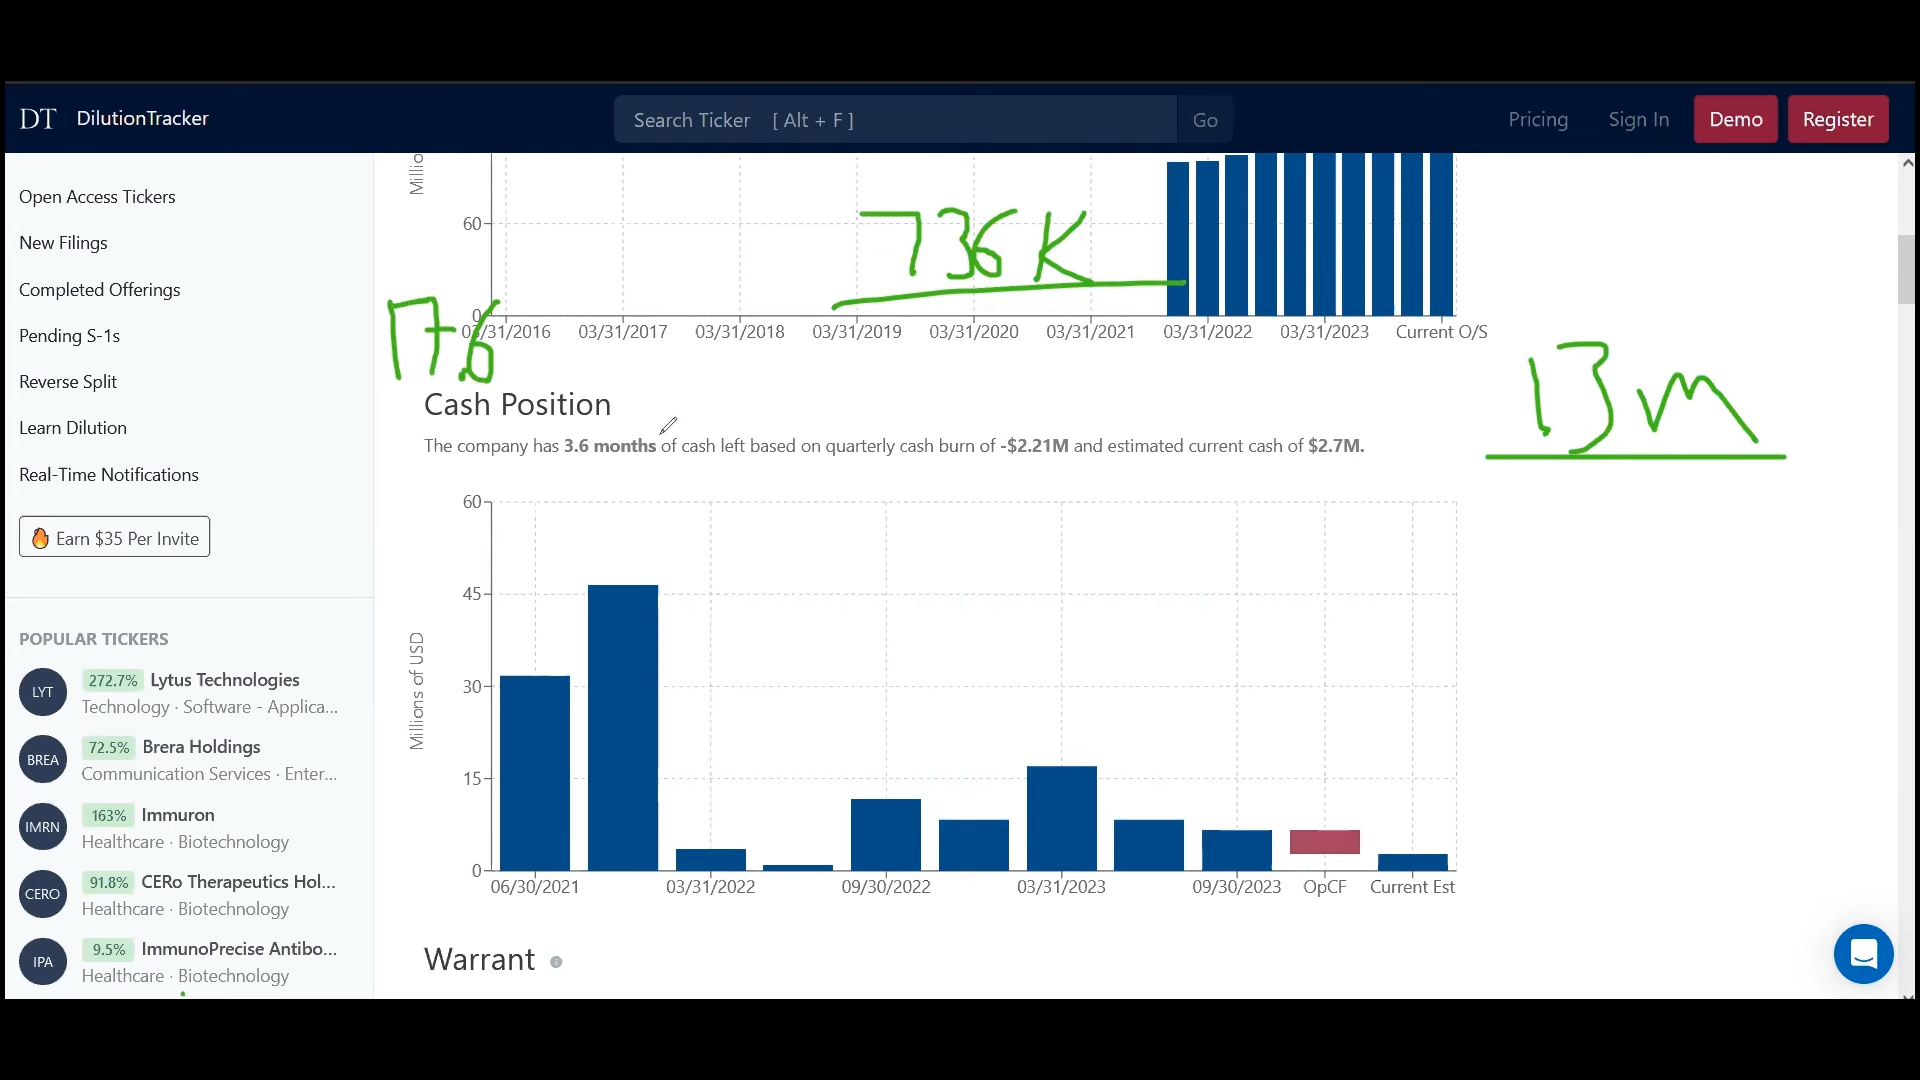 DT DilutionTracker Search Ticker [ Alt + F ] Go Pricing Sign In Demo Register
Open Access Tickers
New Filings
Completed Offerings
Pending S-1s
Reverse Split
Learn Dilution
Real-Time Notifications
🔥 Earn $35 Per Invite
POPULAR TICKERS
LYT 272.7% Lytus Technologies
Technology · Software - Applica...
BREA 72.5% Brera Holdings
Communication Services · Enter...
IMRN 163% Immuron
Healthcare · Biotechnology
CERO 91.8% CERo Therapeutics Hol...
Healthcare · Biotechnology
IPA 9.5% ImmunoPrecise Antibo...
Healthcare · Biotechnology
Millio
60
0
736K
17.6
03/31/2016 03/31/2017 03/31/2018 03/31/2019 03/31/2020 03/31/2021 03/31/2022 03/31/2023 Current O/S
13m
Cash Position
The company has 3.6 months of cash left based on quarterly cash burn of -$2.21M and estimated current cash of $2.7M.
Millions of USD
60
45
30
15
0
06/30/2021 03/31/2022 09/30/2022 03/31/2023 09/30/2023 OpCF Current Est
Warrant